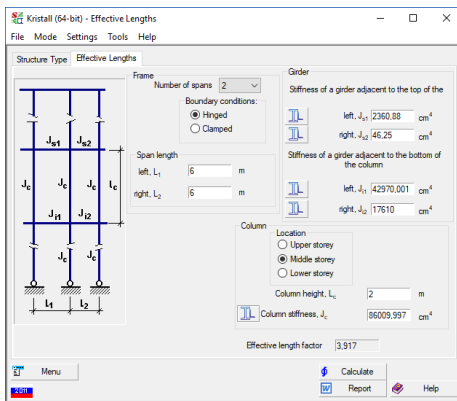 Kristall (64-bit) - Effective Lengths
File Mode Settings Tools Help
Structure Type Effective Lengths
Frame
Number of spans 2
Boundary conditions:
Hinged
Clamped
Span length
left, L1 6 m
right, L2 6 m
Girder
Stiffness of a girder adjacent to the top of the
left, Js1 2360,88 cm4
right, Js2 46,25 cm4
Stiffness of a girder adjacent to the bottom of
the column
left, Ji1 42970,001 cm4
right, Ji2 17610 cm4
Js1 Js2
Jc Jc Jc lc
Ji1 Ji2
Jc Jc
l1 l2
Column
Location
Upper storey
Middle storey
Lower storey
Column height, Lc 2 m
Column stiffness, Jc 86009,997 cm4
Effective length factor 3,917
Menu Calculate
Report Help